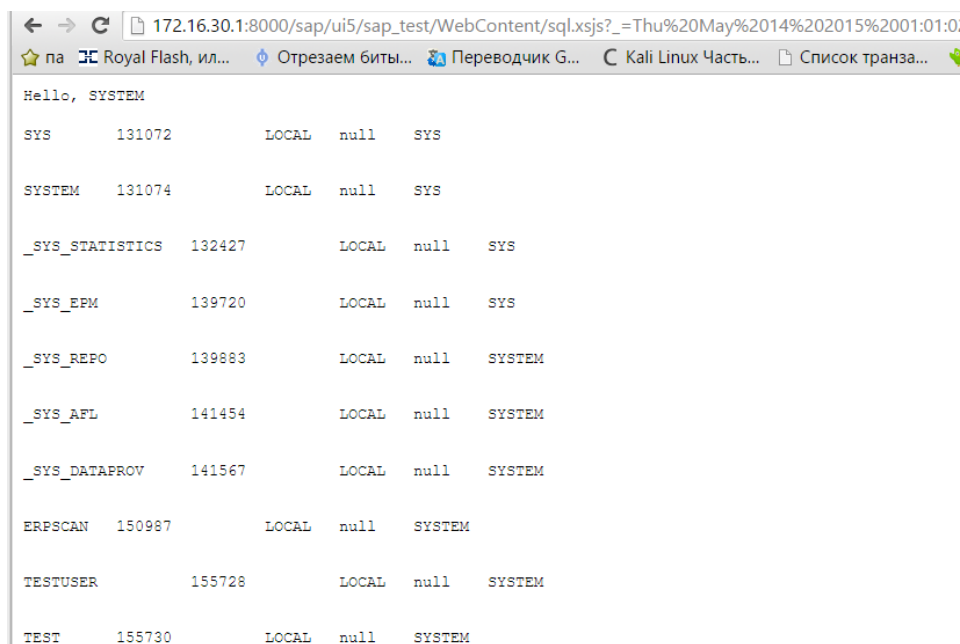 172.16.30.1:8000/sap/ui5/sap_test/WebContent/sql.xsjs?_=Thu%20May%2014%202015%2001:01:02
па Royal Flash, ил... Отрезаем биты... Переводчик G... Kali Linux Часть... Список транза...
Hello, SYSTEM
SYS 131072 LOCAL null SYS
SYSTEM 131074 LOCAL null SYS
_SYS_STATISTICS 132427 LOCAL null SYS
_SYS_EPM 139720 LOCAL null SYS
_SYS_REPO 139883 LOCAL null SYSTEM
_SYS_AFL 141454 LOCAL null SYSTEM
_SYS_DATAPROV 141567 LOCAL null SYSTEM
ERPSCAN 150987 LOCAL null SYSTEM
TESTUSER 155728 LOCAL null SYSTEM
TEST 155730 LOCAL null SYSTEM